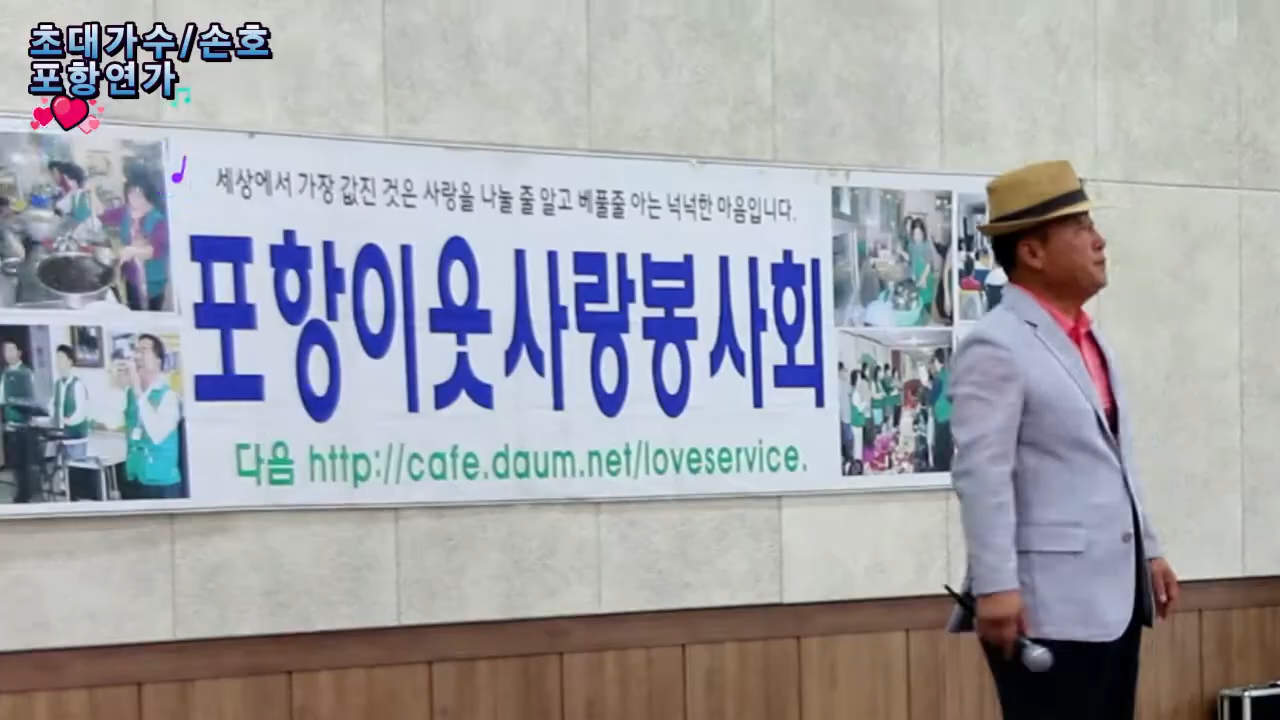 초대가수/손호
포항연가
세상에서 가장 값진 것은 사랑을 나눌 줄 알고 베풀줄 아는 넉넉한 마음입니다.
포항이웃사랑봉사회
다음 http://cafe.daum.net/loveservice.